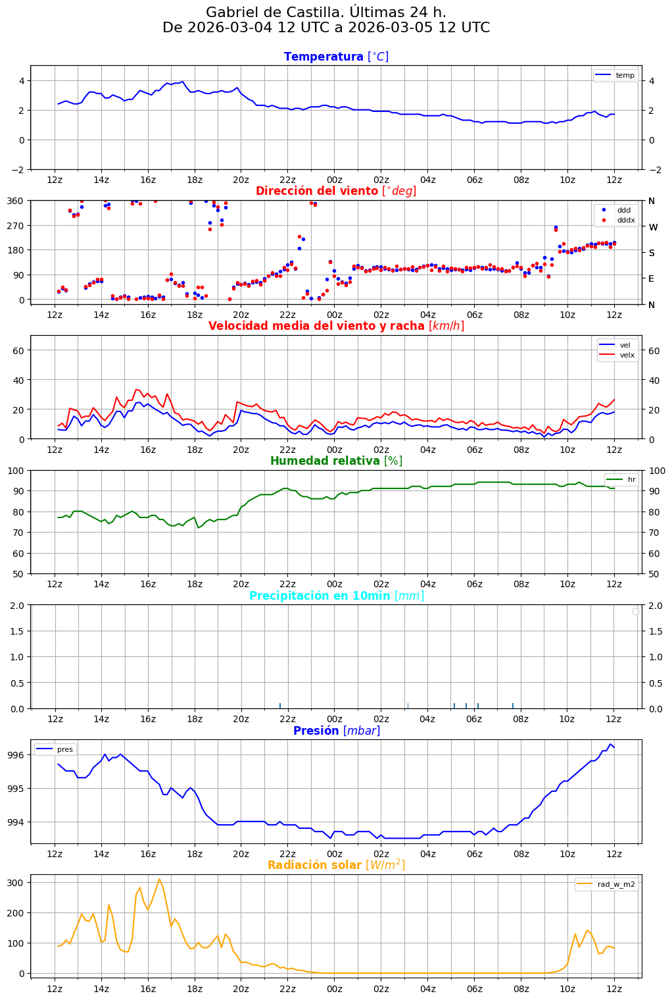 Gabriel de Castilla. Últimas 24 h.
De 2026-03-04 12 UTC a 2026-03-05 12 UTC
Temperatura [°C]
4
2
0
−2
temp
4
2
0
−2
12z 14z 16z 18z 20z 22z 00z 02z 04z 06z 08z 10z 12z
Dirección del viento [°deg]
360
270
180
90
0
ddd
dddx
N
W
S
E
N
12z 14z 16z 18z 20z 22z 00z 02z 04z 06z 08z 10z 12z
Velocidad media del viento y racha [km/h]
60
40
20
0
vel
velx
60
40
20
0
12z 14z 16z 18z 20z 22z 00z 02z 04z 06z 08z 10z 12z
Humedad relativa [%]
100
90
80
70
60
50
hr
100
90
80
70
60
50
12z 14z 16z 18z 20z 22z 00z 02z 04z 06z 08z 10z 12z
Precipitación en 10min [mm]
2.0
1.5
1.0
0.5
0.0
2.0
1.5
1.0
0.5
0.0
12z 14z 16z 18z 20z 22z 00z 02z 04z 06z 08z 10z 12z
Presión [mbar]
996
995
994
pres
12z 14z 16z 18z 20z 22z 00z 02z 04z 06z 08z 10z 12z
Radiación solar [W/m²]
300
200
100
0
rad_w_m2
12z 14z 16z 18z 20z 22z 00z 02z 04z 06z 08z 10z 12z